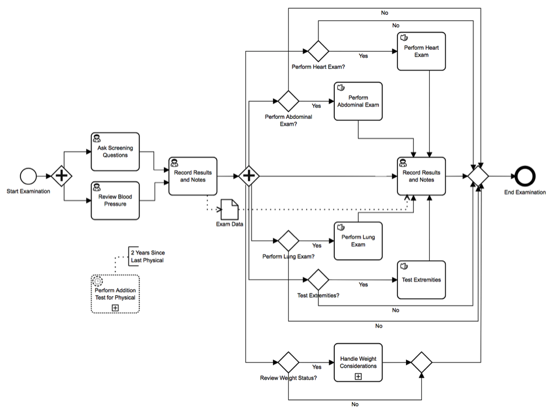 No
No
Perform Heart
Exam
Yes
Perform Heart Exam?
Perform
Abdominal Exam
Yes
Perform Abdominal
Exam?
Ask Screening
Questions
Record Results
and Notes
Record Results
and Notes
Start Examination
End Examination
Review Blood
Pressure
Exam Data
Perform Lung
Exam
Yes
Perform Lung Exam?
2 Years Since
Last Physical
Perform Addition
Test for Physical
Yes
Test Extremities
Test Extremities?
No
No
Handle Weight
Considerations
Yes
Review Weight Status?
No